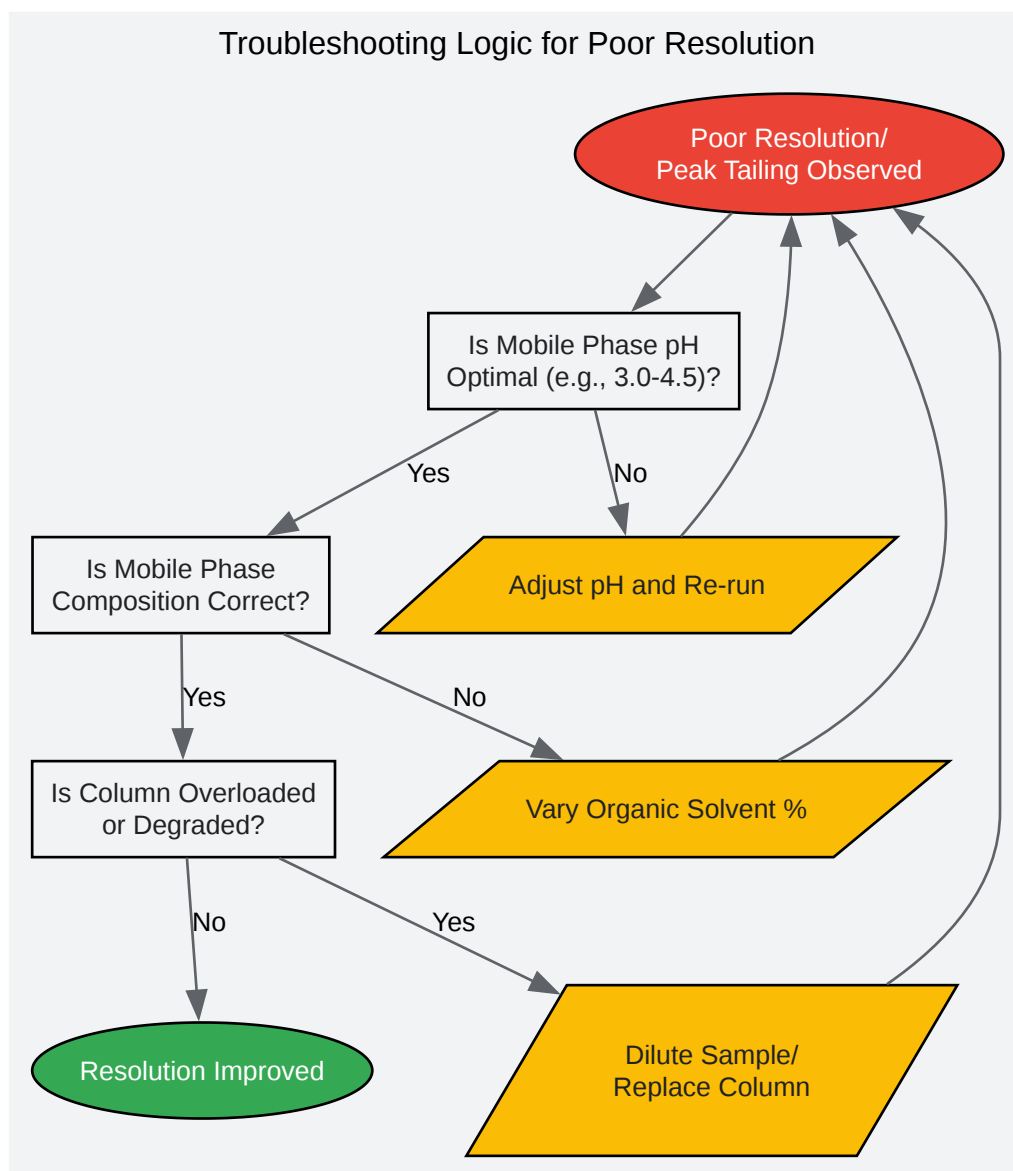 Troubleshooting Logic for Poor Resolution
Poor Resolution/
Peak Tailing Observed
Is Mobile Phase pH
Optimal (e.g., 3.0-4.5)?
Yes
No
Is Mobile Phase
Composition Correct?
Adjust pH and Re-run
Yes
No
Is Column Overloaded
or Degraded?
Vary Organic Solvent %
No
Yes
Resolution Improved
Dilute Sample/
Replace Column